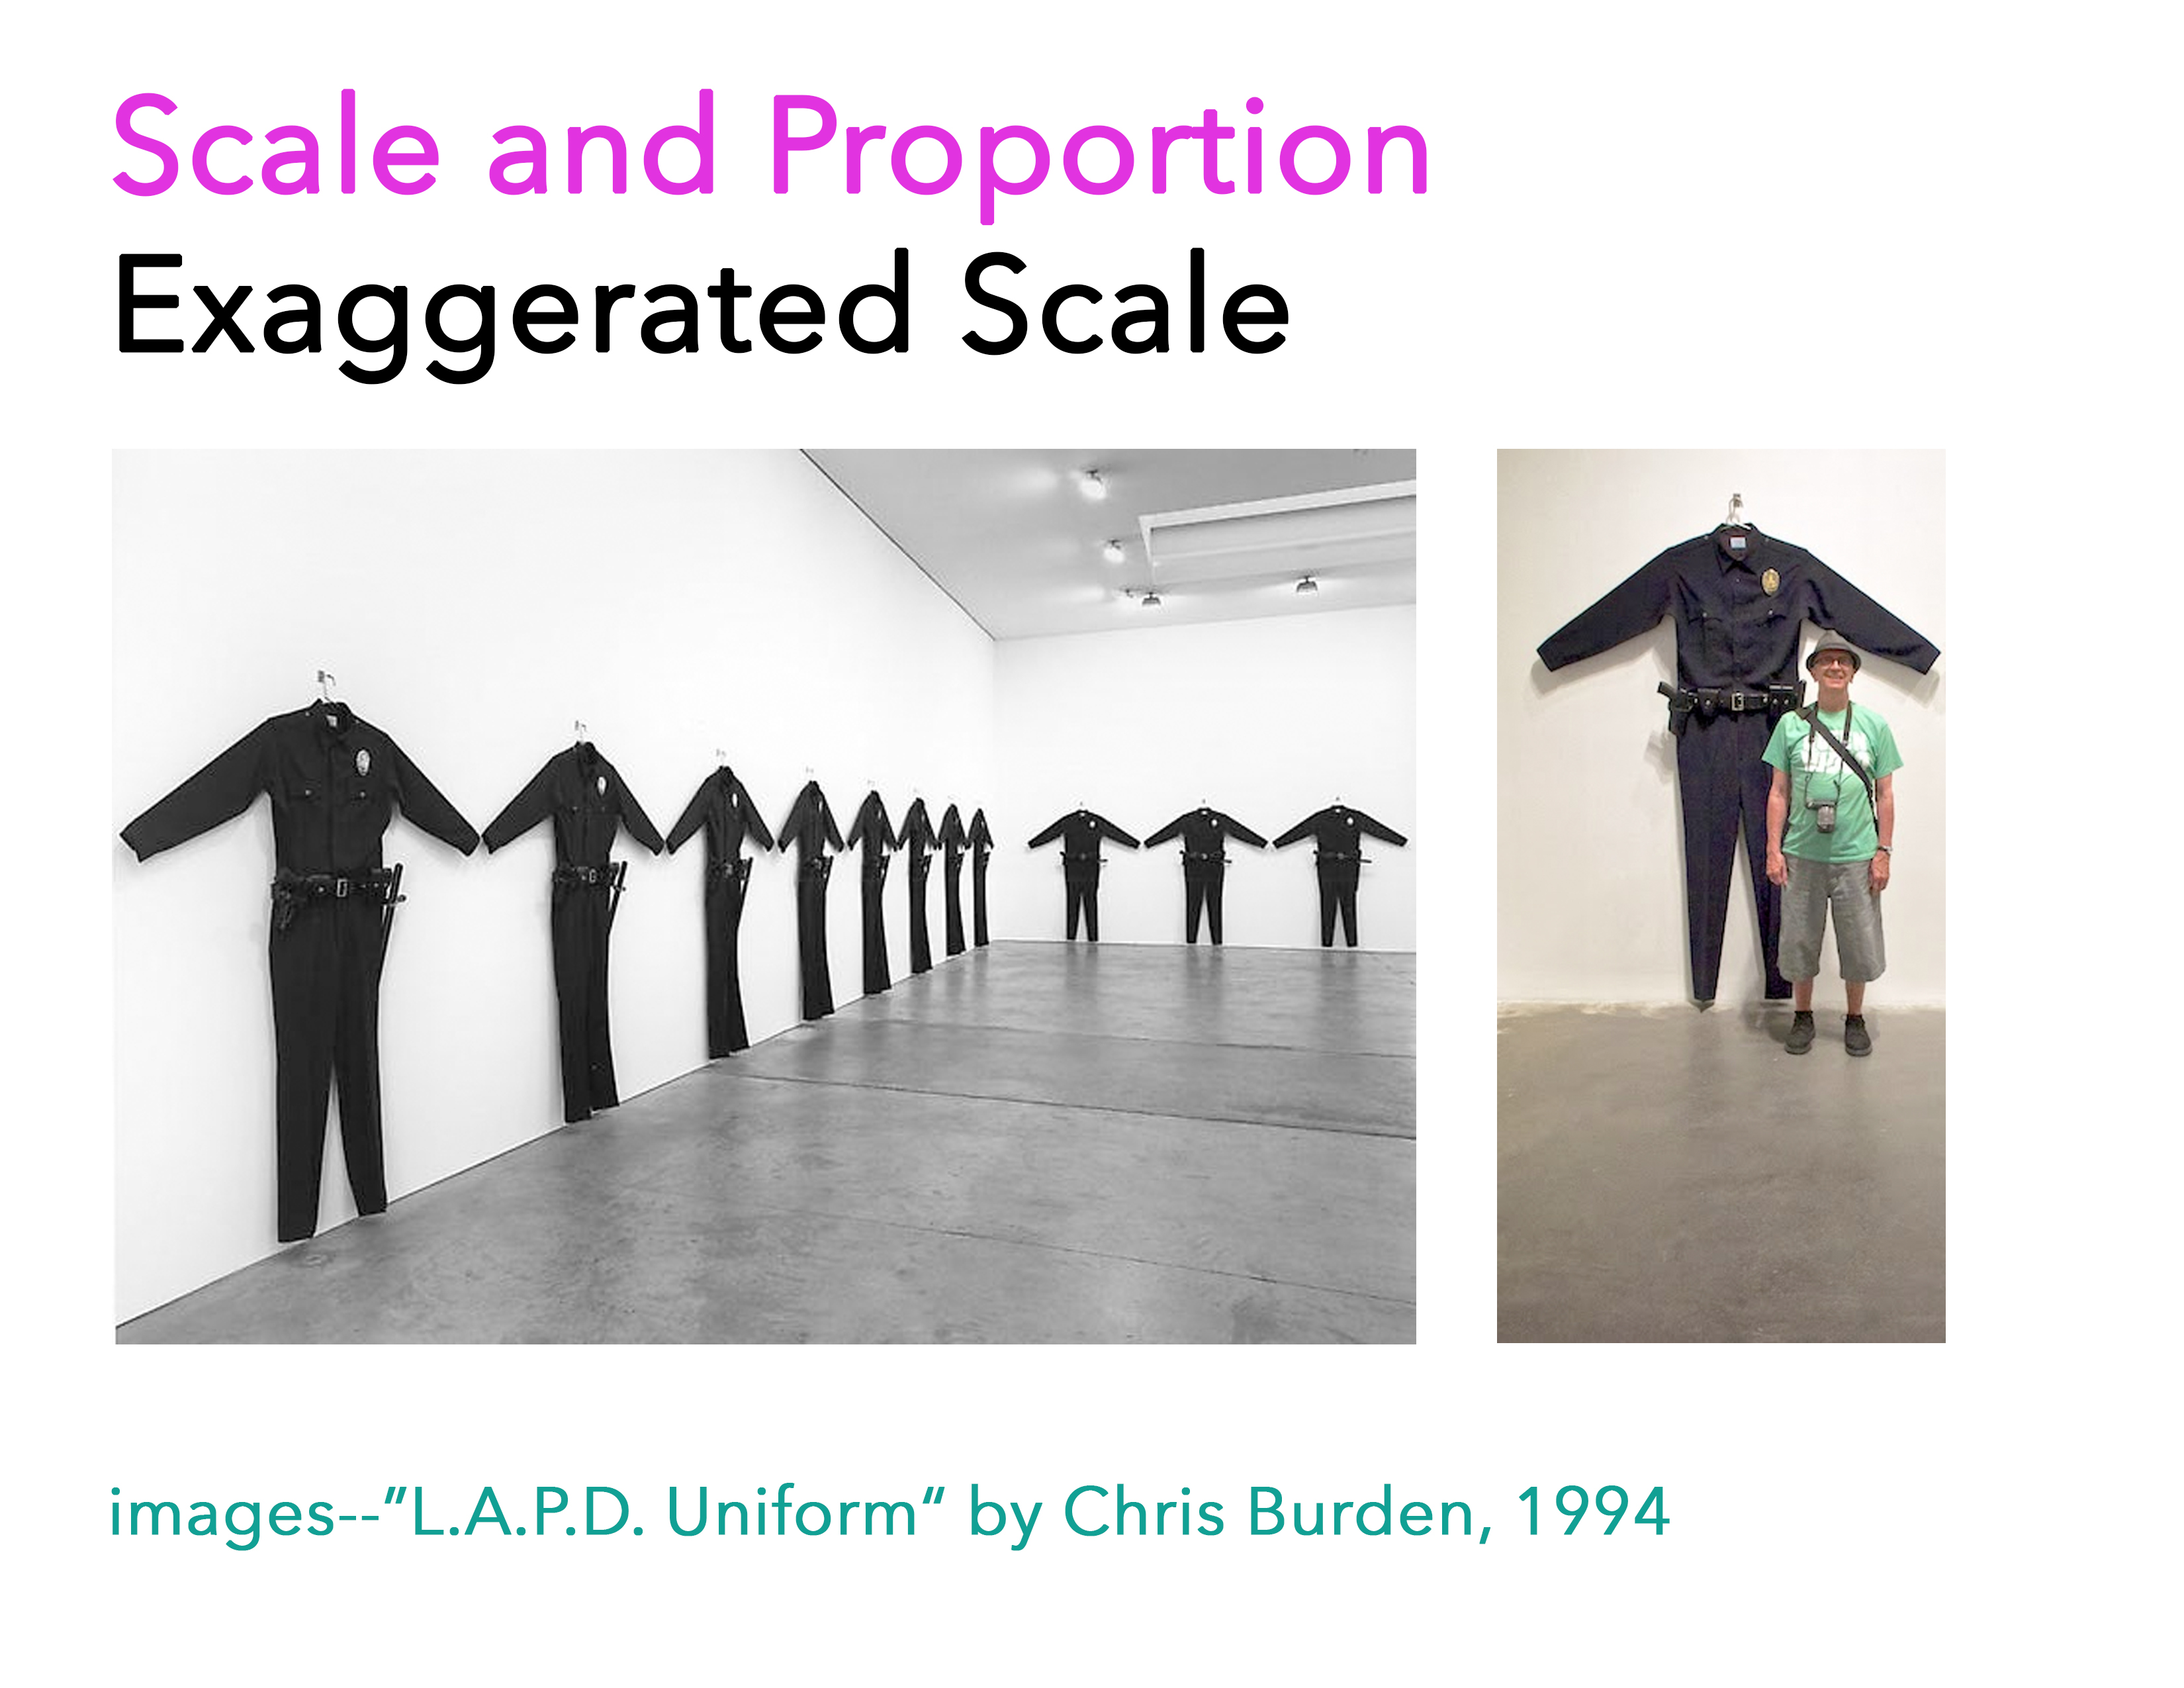 Scale and Proportion
Exaggerated Scale
images--"L.A.P.D. Uniform" by Chris Burden, 1994